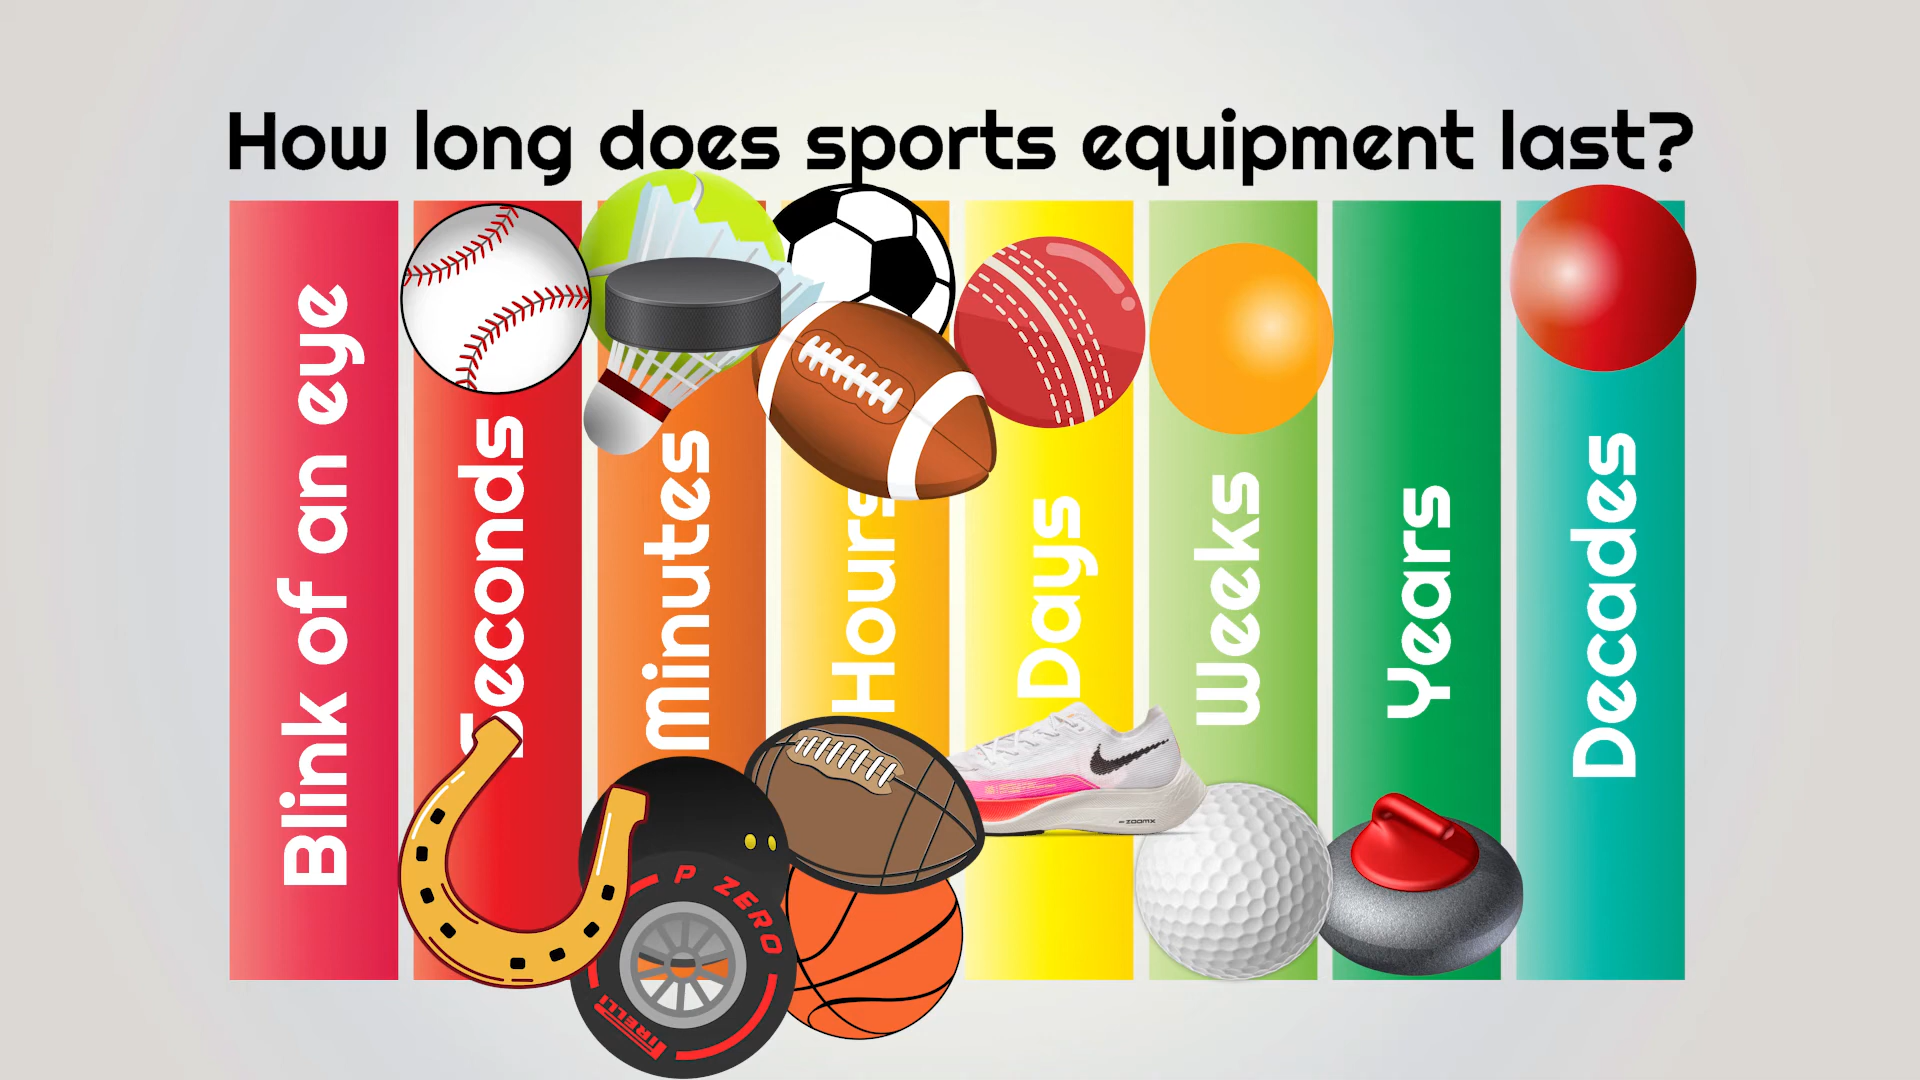 How long does sports equipment last?
Blink of an eye
Seconds
Minutes
Hours
Days
Weeks
Years
Decades
ZOOMX
P ZERO
PIRELLI